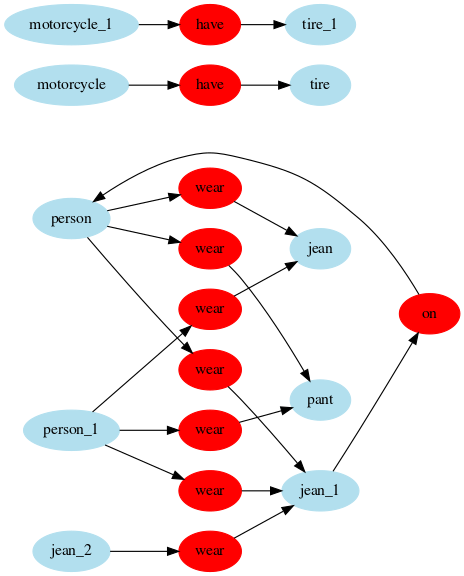 motorcycle_1 have tire_1
motorcycle have tire
wear
person
wear jean
wear
on
wear
pant
person_1 wear
wear jean_1
jean_2 wear